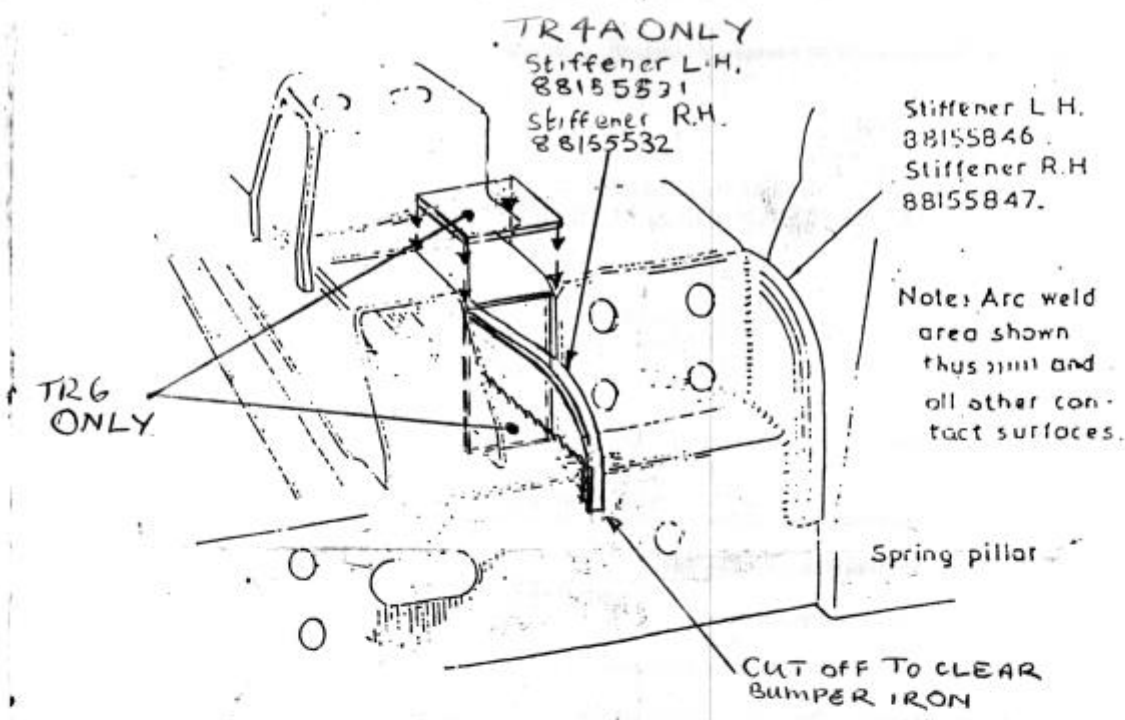 TR4A ONLY
Stiffener L.H.
88155531
Stiffener R.H.
88155532
Stiffener L H.
88155846.
Stiffener R.H
88155847.
Note: Arc weld
area shown
thus and
all other con-
tact surfaces.
TR6
ONLY
Spring pillar
CUT OFF TO CLEAR
BUMPER IRON